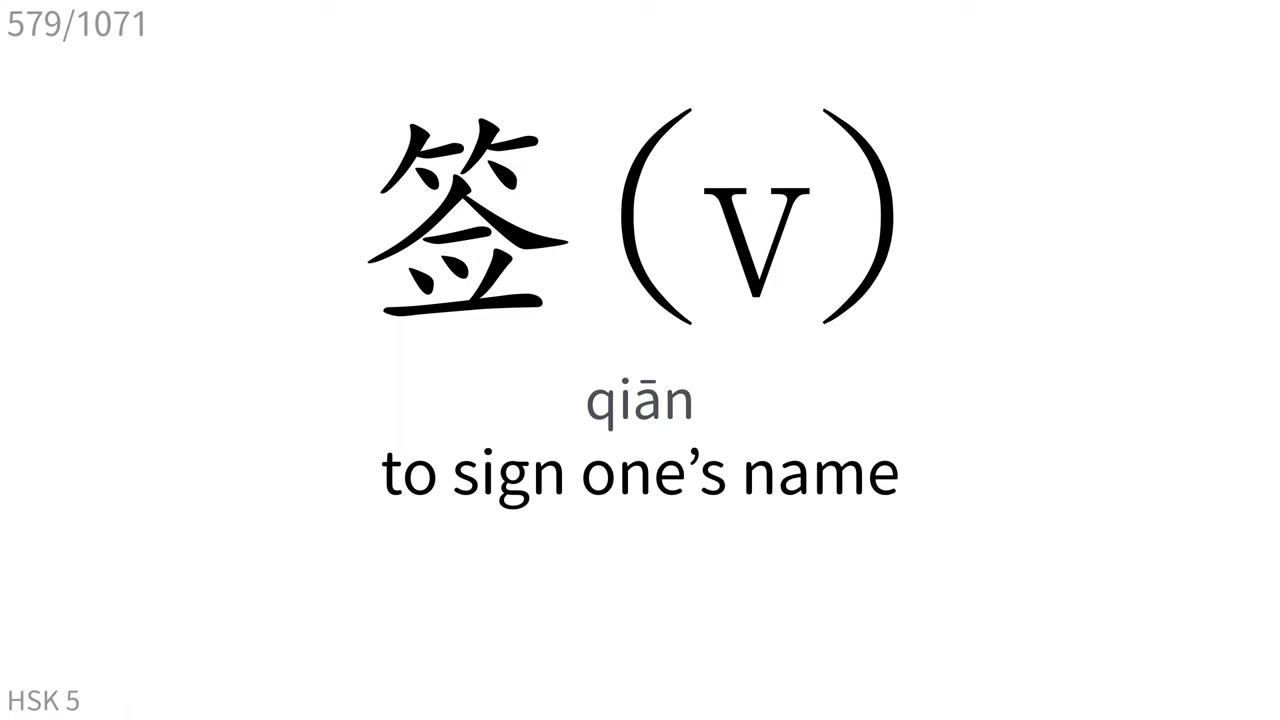 579/1071
签（v）
qiān
to sign one’s name
HSK 5